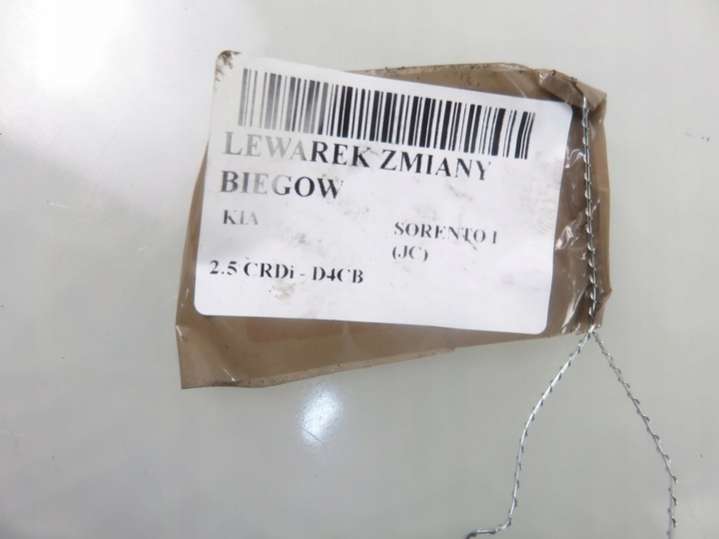 LEWAREK ZMIANY
BIEGOW
KIA
SORENTO I
(JC)
2.5 CRDi - D4CB